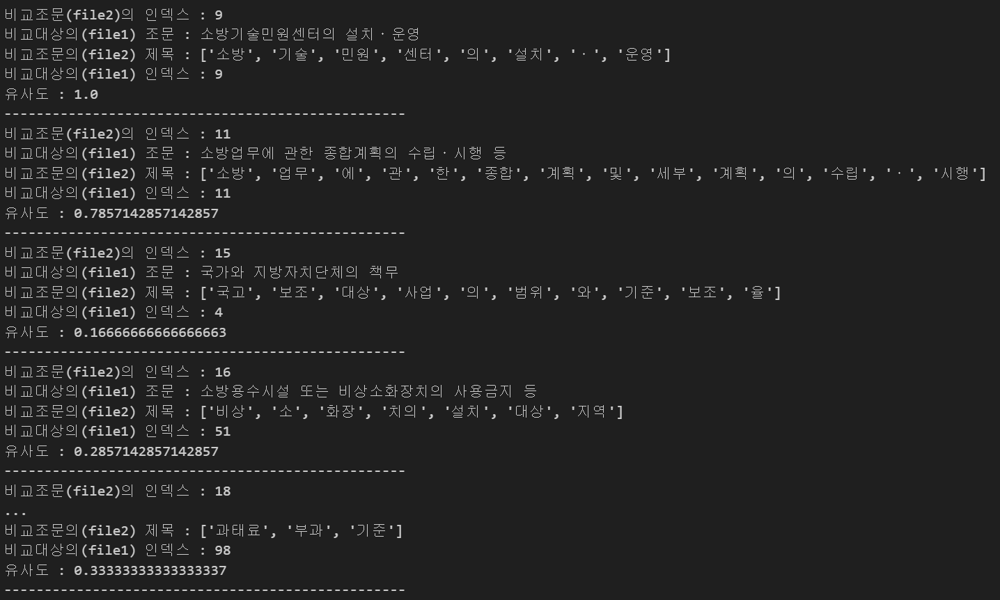 비교조문(file2)의 인덱스 : 9
비교대상의(file1) 조문 : 소방기술민원센터의 설치ㆍ운영
비교조문의(file2) 제목 : ['소방', '기술', '민원', '센터', '의', '설치', 'ㆍ', '운영']
비교대상의(file1) 인덱스 : 9
유사도 : 1.0
--------------------------------------------------
비교조문(file2)의 인덱스 : 11
비교대상의(file1) 조문 : 소방업무에 관한 종합계획의 수립ㆍ시행 등
비교조문의(file2) 제목 : ['소방', '업무', '에', '관', '한', '종합', '계획', '및', '세부', '계획', '의', '수립', 'ㆍ', '시행']
비교대상의(file1) 인덱스 : 11
유사도 : 0.7857142857142857
--------------------------------------------------
비교조문(file2)의 인덱스 : 15
비교대상의(file1) 조문 : 국가와 지방자치단체의 책무
비교조문의(file2) 제목 : ['국고', '보조', '대상', '사업', '의', '범위', '와', '기준', '보조', '율']
비교대상의(file1) 인덱스 : 4
유사도 : 0.16666666666666663
--------------------------------------------------
비교조문(file2)의 인덱스 : 16
비교대상의(file1) 조문 : 소방용수시설 또는 비상소화장치의 사용금지 등
비교조문의(file2) 제목 : ['비상', '소', '화장', '치의', '설치', '대상', '지역']
비교대상의(file1) 인덱스 : 51
유사도 : 0.2857142857142857
--------------------------------------------------
비교조문(file2)의 인덱스 : 18
...
비교조문의(file2) 제목 : ['과태료', '부과', '기준']
비교대상의(file1) 인덱스 : 98
유사도 : 0.33333333333333337
--------------------------------------------------